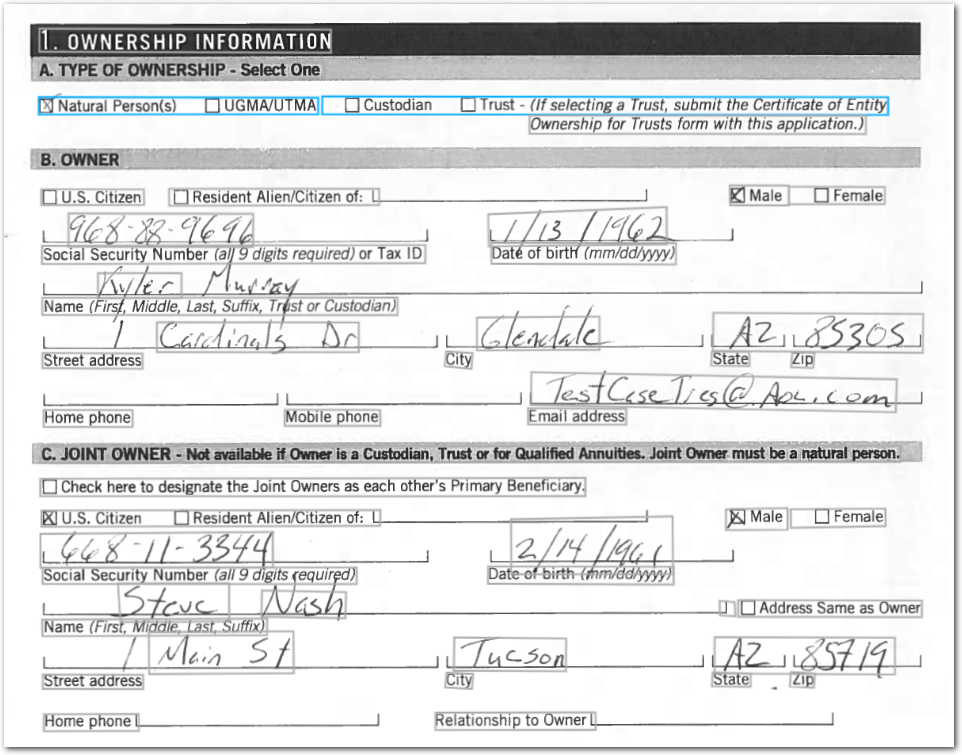 1. OWNERSHIP INFORMATION
A. TYPE OF OWNERSHIP - Select One
☒ Natural Person(s) ☐ UGMA/UTMA ☐ Custodian ☐ Trust - (If selecting a Trust, submit the Certificate of Entity
Ownership for Trusts form with this application.)
B. OWNER
☐ U.S. Citizen ☐ Resident Alien/Citizen of: ☒ Male ☐ Female
968-88-9696 1/13/1962
Social Security Number (all 9 digits required) or Tax ID Date of birth (mm/dd/yyyy)
Kyler Murray
Name (First, Middle, Last, Suffix, Trust or Custodian)
1 Cardinals Dr Glendale AZ 85305
Street address City State Zip
TestCaseTies@Aol.com
Home phone Mobile phone Email address
C. JOINT OWNER - Not available if Owner is a Custodian, Trust or for Qualified Annuities. Joint Owner must be a natural person.
☐ Check here to designate the Joint Owners as each other's Primary Beneficiary.
☒ U.S. Citizen ☐ Resident Alien/Citizen of: ☒ Male ☐ Female
668-11-3344 2/14/1961
Social Security Number (all 9 digits required) Date of birth (mm/dd/yyyy)
Steve Nash ☐ Address Same as Owner
Name (First, Middle, Last, Suffix)
1 Main St Tucson AZ 85719
Street address City State Zip
Home phone Relationship to Owner